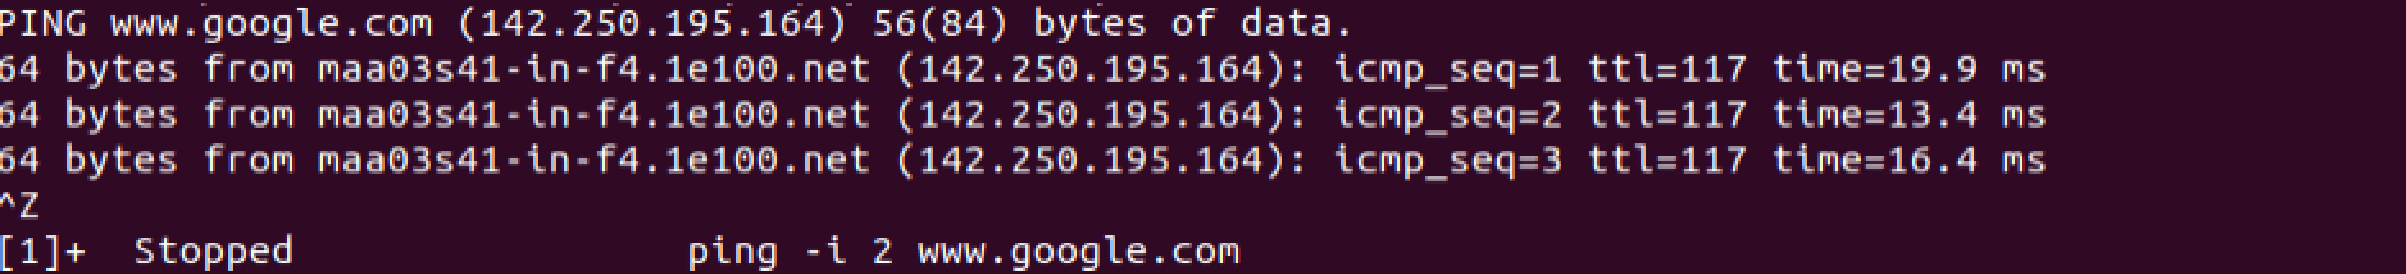 PING www.google.com (142.250.195.164) 56(84) bytes of data.
64 bytes from maa03s41-in-f4.1e100.net (142.250.195.164): icmp_seq=1 ttl=117 time=19.9 ms
64 bytes from maa03s41-in-f4.1e100.net (142.250.195.164): icmp_seq=2 ttl=117 time=13.4 ms
64 bytes from maa03s41-in-f4.1e100.net (142.250.195.164): icmp_seq=3 ttl=117 time=16.4 ms
^Z
[1]+  Stopped                 ping -i 2 www.google.com